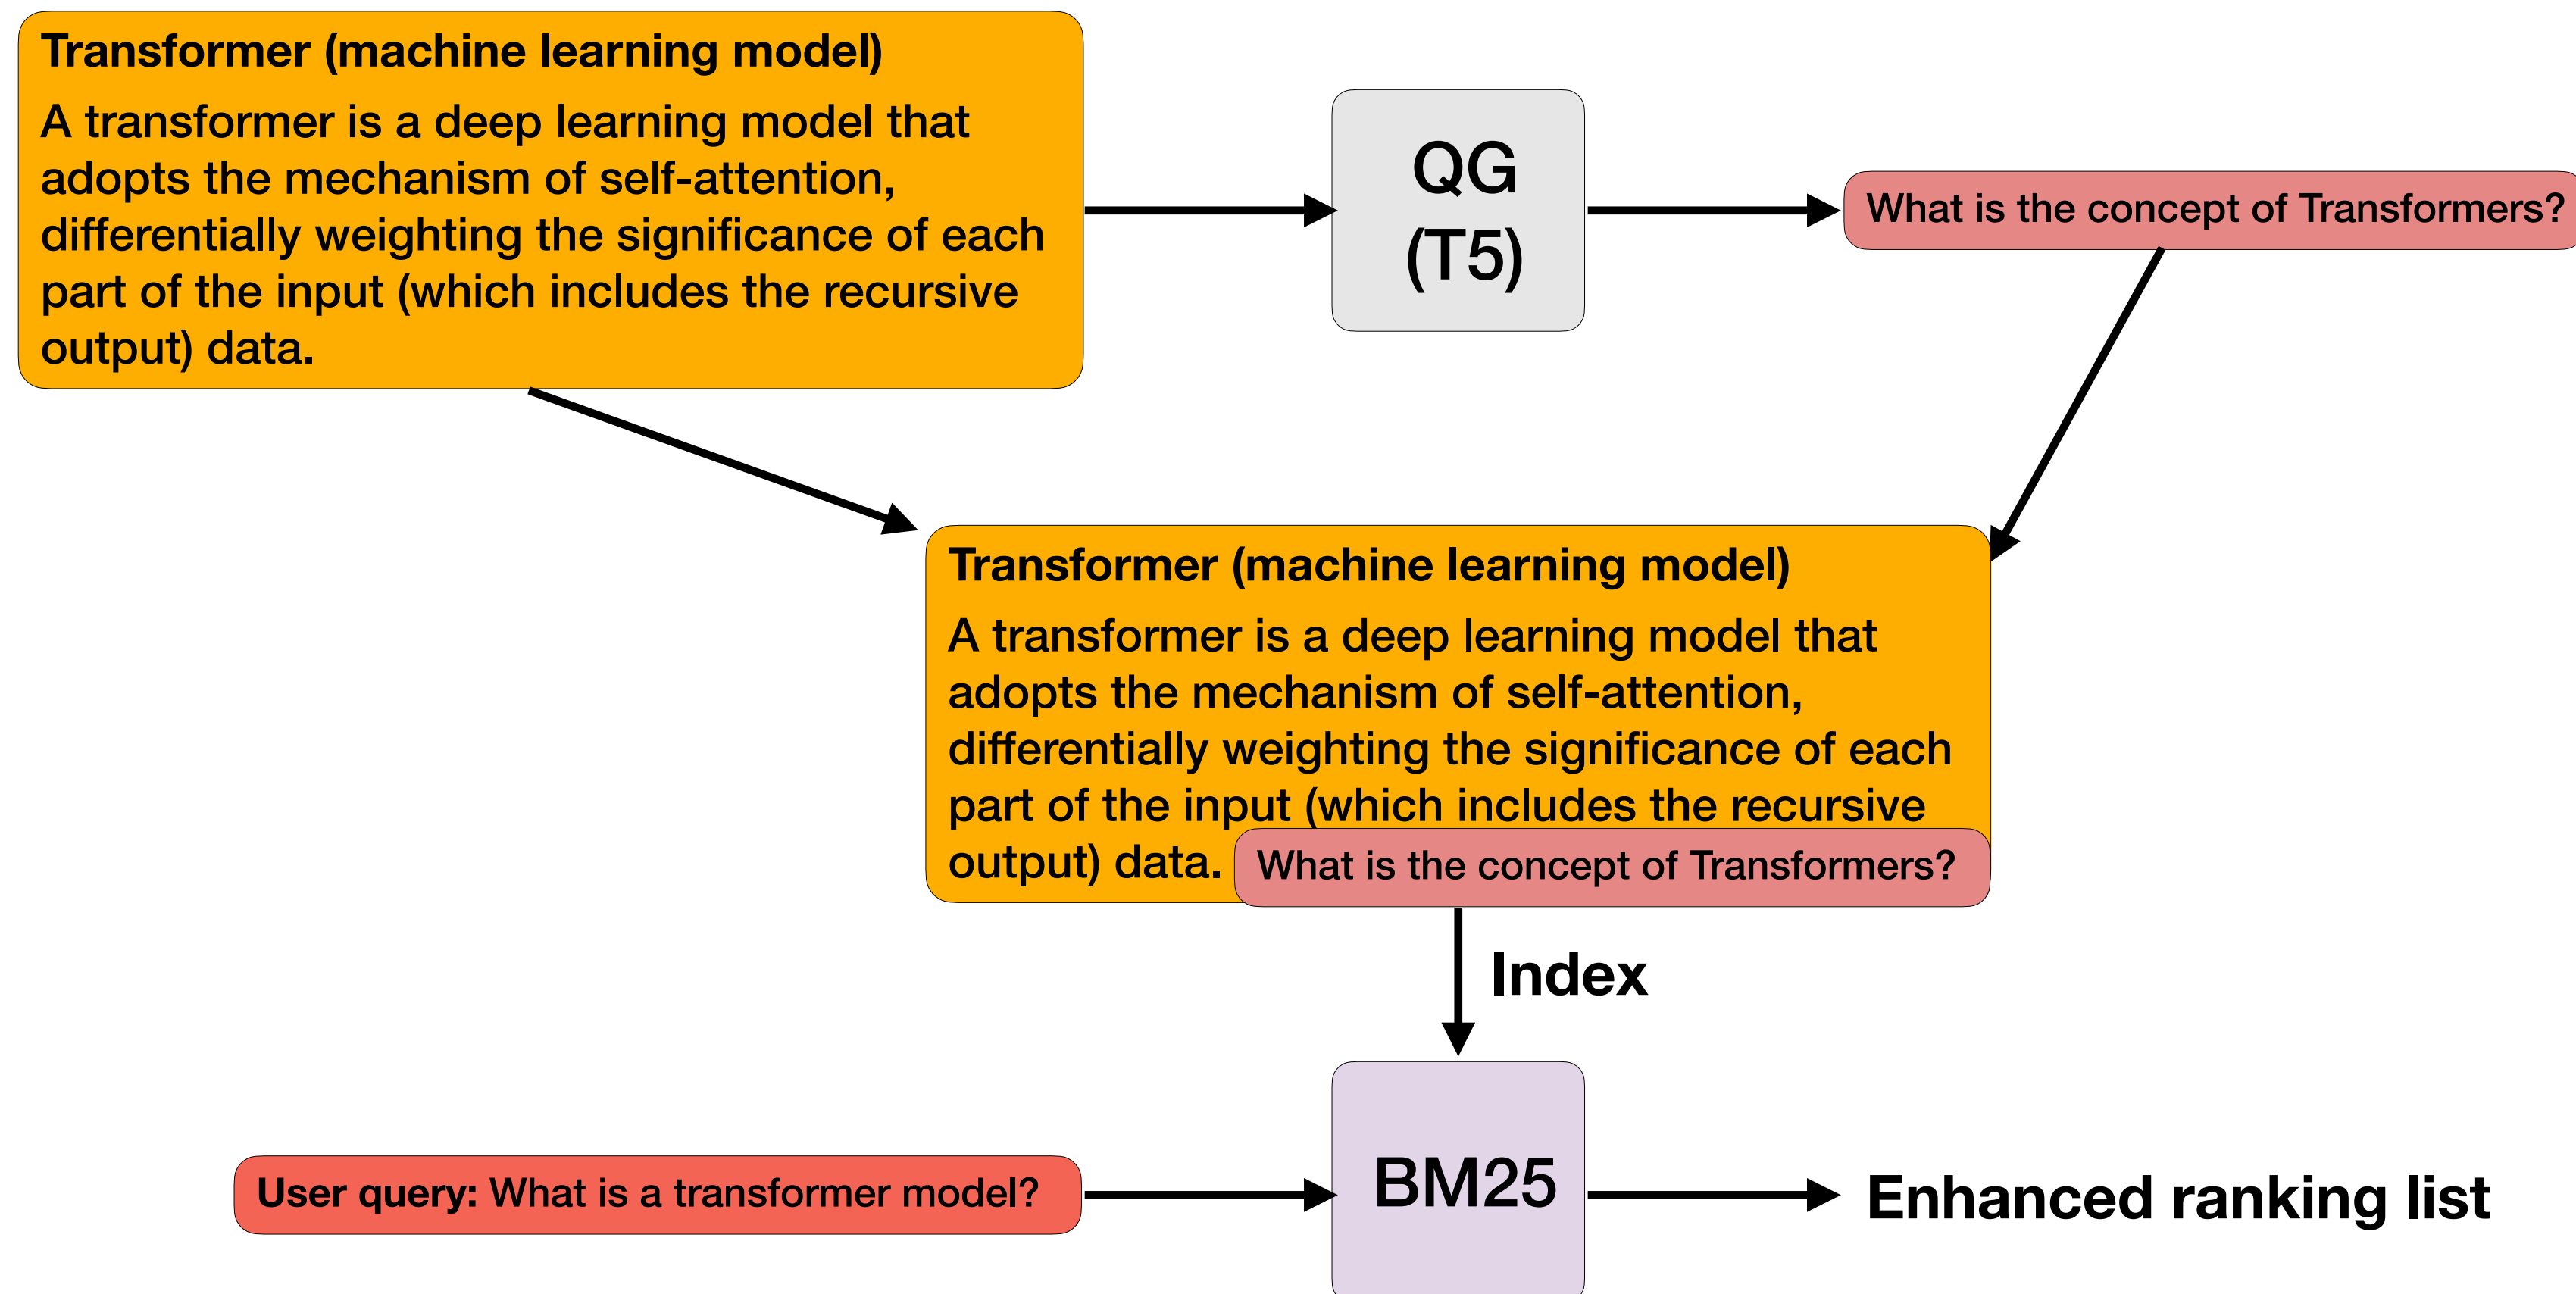 Transformer (machine learning model)
A transformer is a deep learning model that
adopts the mechanism of self-attention,
differentially weighting the significance of each
part of the input (which includes the recursive
output) data.
QG
(T5)
What is the concept of Transformers?
Transformer (machine learning model)
A transformer is a deep learning model that
adopts the mechanism of self-attention,
differentially weighting the significance of each
part of the input (which includes the recursive
output) data. What is the concept of Transformers?
Index
User query: What is a transformer model?
BM25
Enhanced ranking list